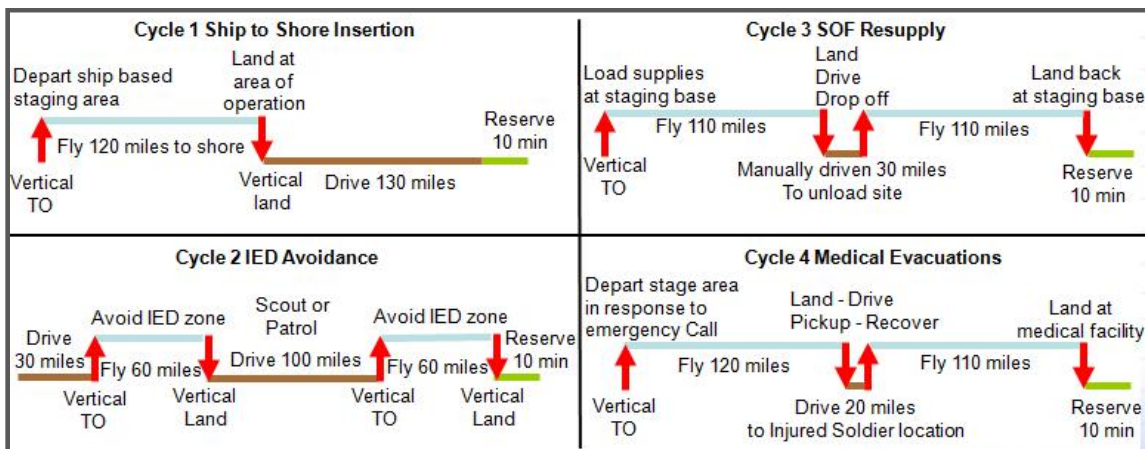 Cycle 1 Ship to Shore Insertion
Depart ship based
staging area
Land at
area of
operation
Fly 120 miles to shore
Reserve
10 min
Vertical
TO
Vertical
land
Drive 130 miles
Cycle 3 SOF Resupply
Load supplies
at staging base
Land
Drive
Drop off
Land back
at staging base
Fly 110 miles
Fly 110 miles
Vertical
TO
Manually driven 30 miles
To unload site
Reserve
10 min
Cycle 2 IED Avoidance
Drive
30 miles
Avoid IED zone
Scout or
Patrol
Avoid IED zone
Reserve
10 min
Fly 60 miles
Drive 100 miles
Fly 60 miles
Vertical
TO
Vertical
Land
Vertical
TO
Vertical
Land
Cycle 4 Medical Evacuations
Depart stage area
in response to
emergency Call
Land - Drive
Pickup - Recover
Land at
medical facility
Fly 120 miles
Fly 110 miles
Vertical
TO
Drive 20 miles
to Injured Soldier location
Reserve
10 min